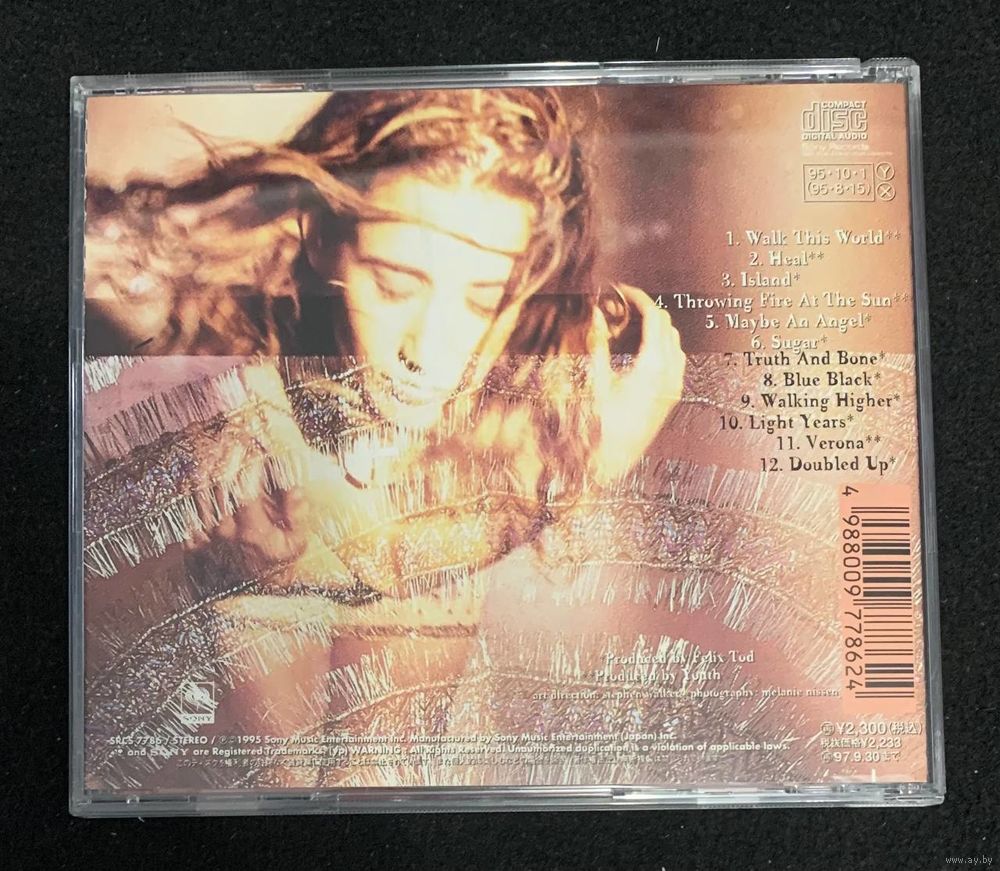 COMPACT
disc
DIGITAL AUDIO
Sony Records
95・10・1 Y
(95・8・15) X
1. Walk This World**
2. Heal**
3. Island*
4. Throwing Fire At The Sun**
5. Maybe An Angel*
6. Sugar*
7. Truth And Bone*
8. Blue Black*
9. Walking Higher*
10. Light Years*
11. Verona**
12. Doubled Up*
4 988009 778624
*Produced by Felix Tod
**Produced by Youth
art direction: stephen walker photography: melanie nissen
SONY
SRCS 7786 / STEREO / ℗© 1995 Sony Music Entertainment Inc. Manufactured by Sony Music Entertainment (Japan) Inc.
and SONY are Registered Trademarks. (Yp) WARNING: All Rights Reserved. Unauthorized duplication is a violation of applicable laws.
¥2,300(税込)
税抜価格¥2,233
97.9.30まで
www.ay.by